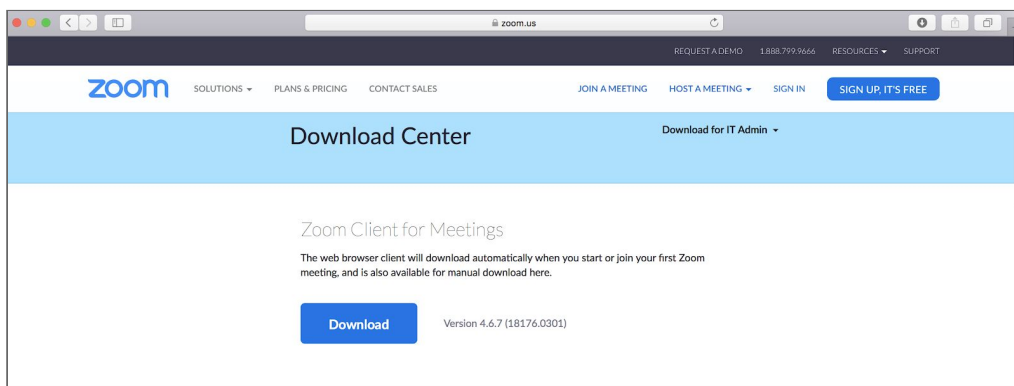 zoom.us
REQUEST A DEMO 1.888.799.9666 RESOURCES SUPPORT
zoom SOLUTIONS PLANS & PRICING CONTACT SALES JOIN A MEETING HOST A MEETING SIGN IN SIGN UP, IT'S FREE
Download Center Download for IT Admin
Zoom Client for Meetings
The web browser client will download automatically when you start or join your first Zoom
meeting, and is also available for manual download here.
Download Version 4.6.7 (18176.0301)